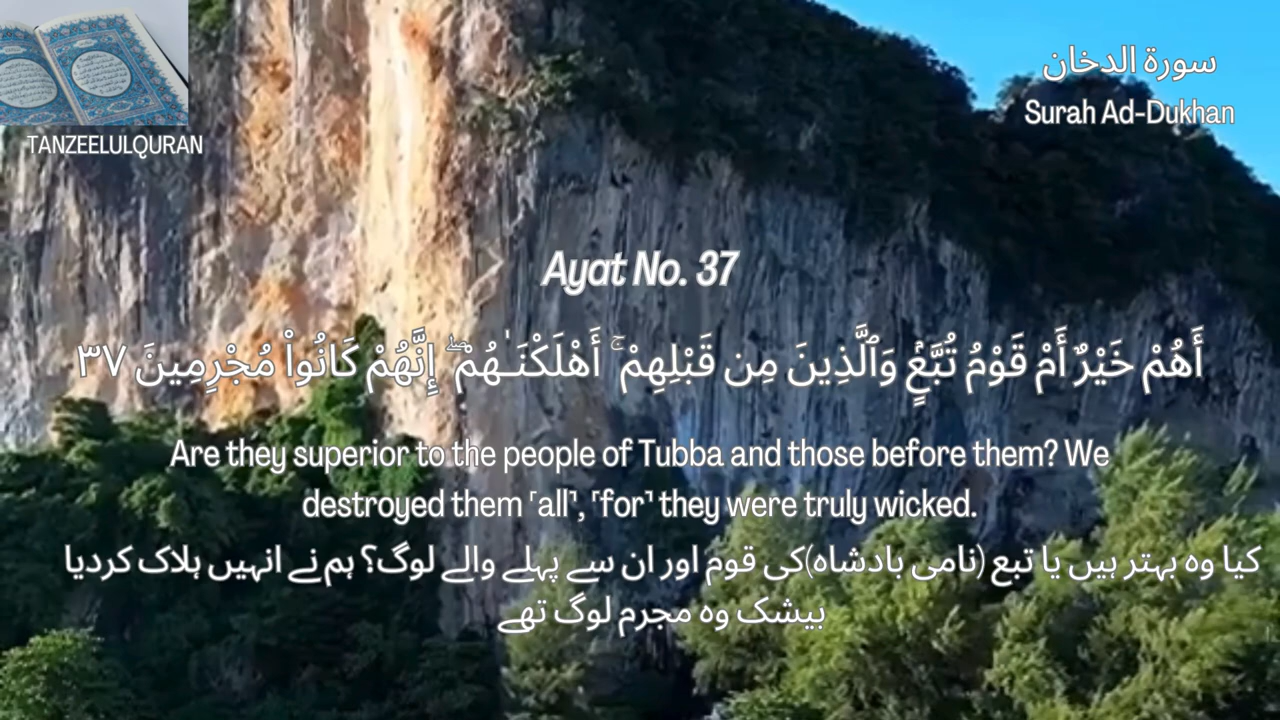 سورة الدخان
Surah Ad-Dukhan
TANZEELULQURAN
Ayat No. 37
أَهُمْ خَيْرٌ أَمْ قَوْمُ تُبَّعٍۢ وَٱلَّذِينَ مِن قَبْلِهِمْ ۚ أَهْلَكْنَـٰهُمْ ۖ إِنَّهُمْ كَانُوا۟ مُجْرِمِينَ ٣٧
Are they superior to the people of Tubba and those before them? We
destroyed them ˹all˺, ˹for˺ they were truly wicked.
کیا وہ بہتر ہیں یا تبع (نامی بادشاہ)کی قوم اور ان سے پہلے والے لوگ؟ ہم نے انہیں ہلاک کردیا
بیشک وہ مجرم لوگ تھے